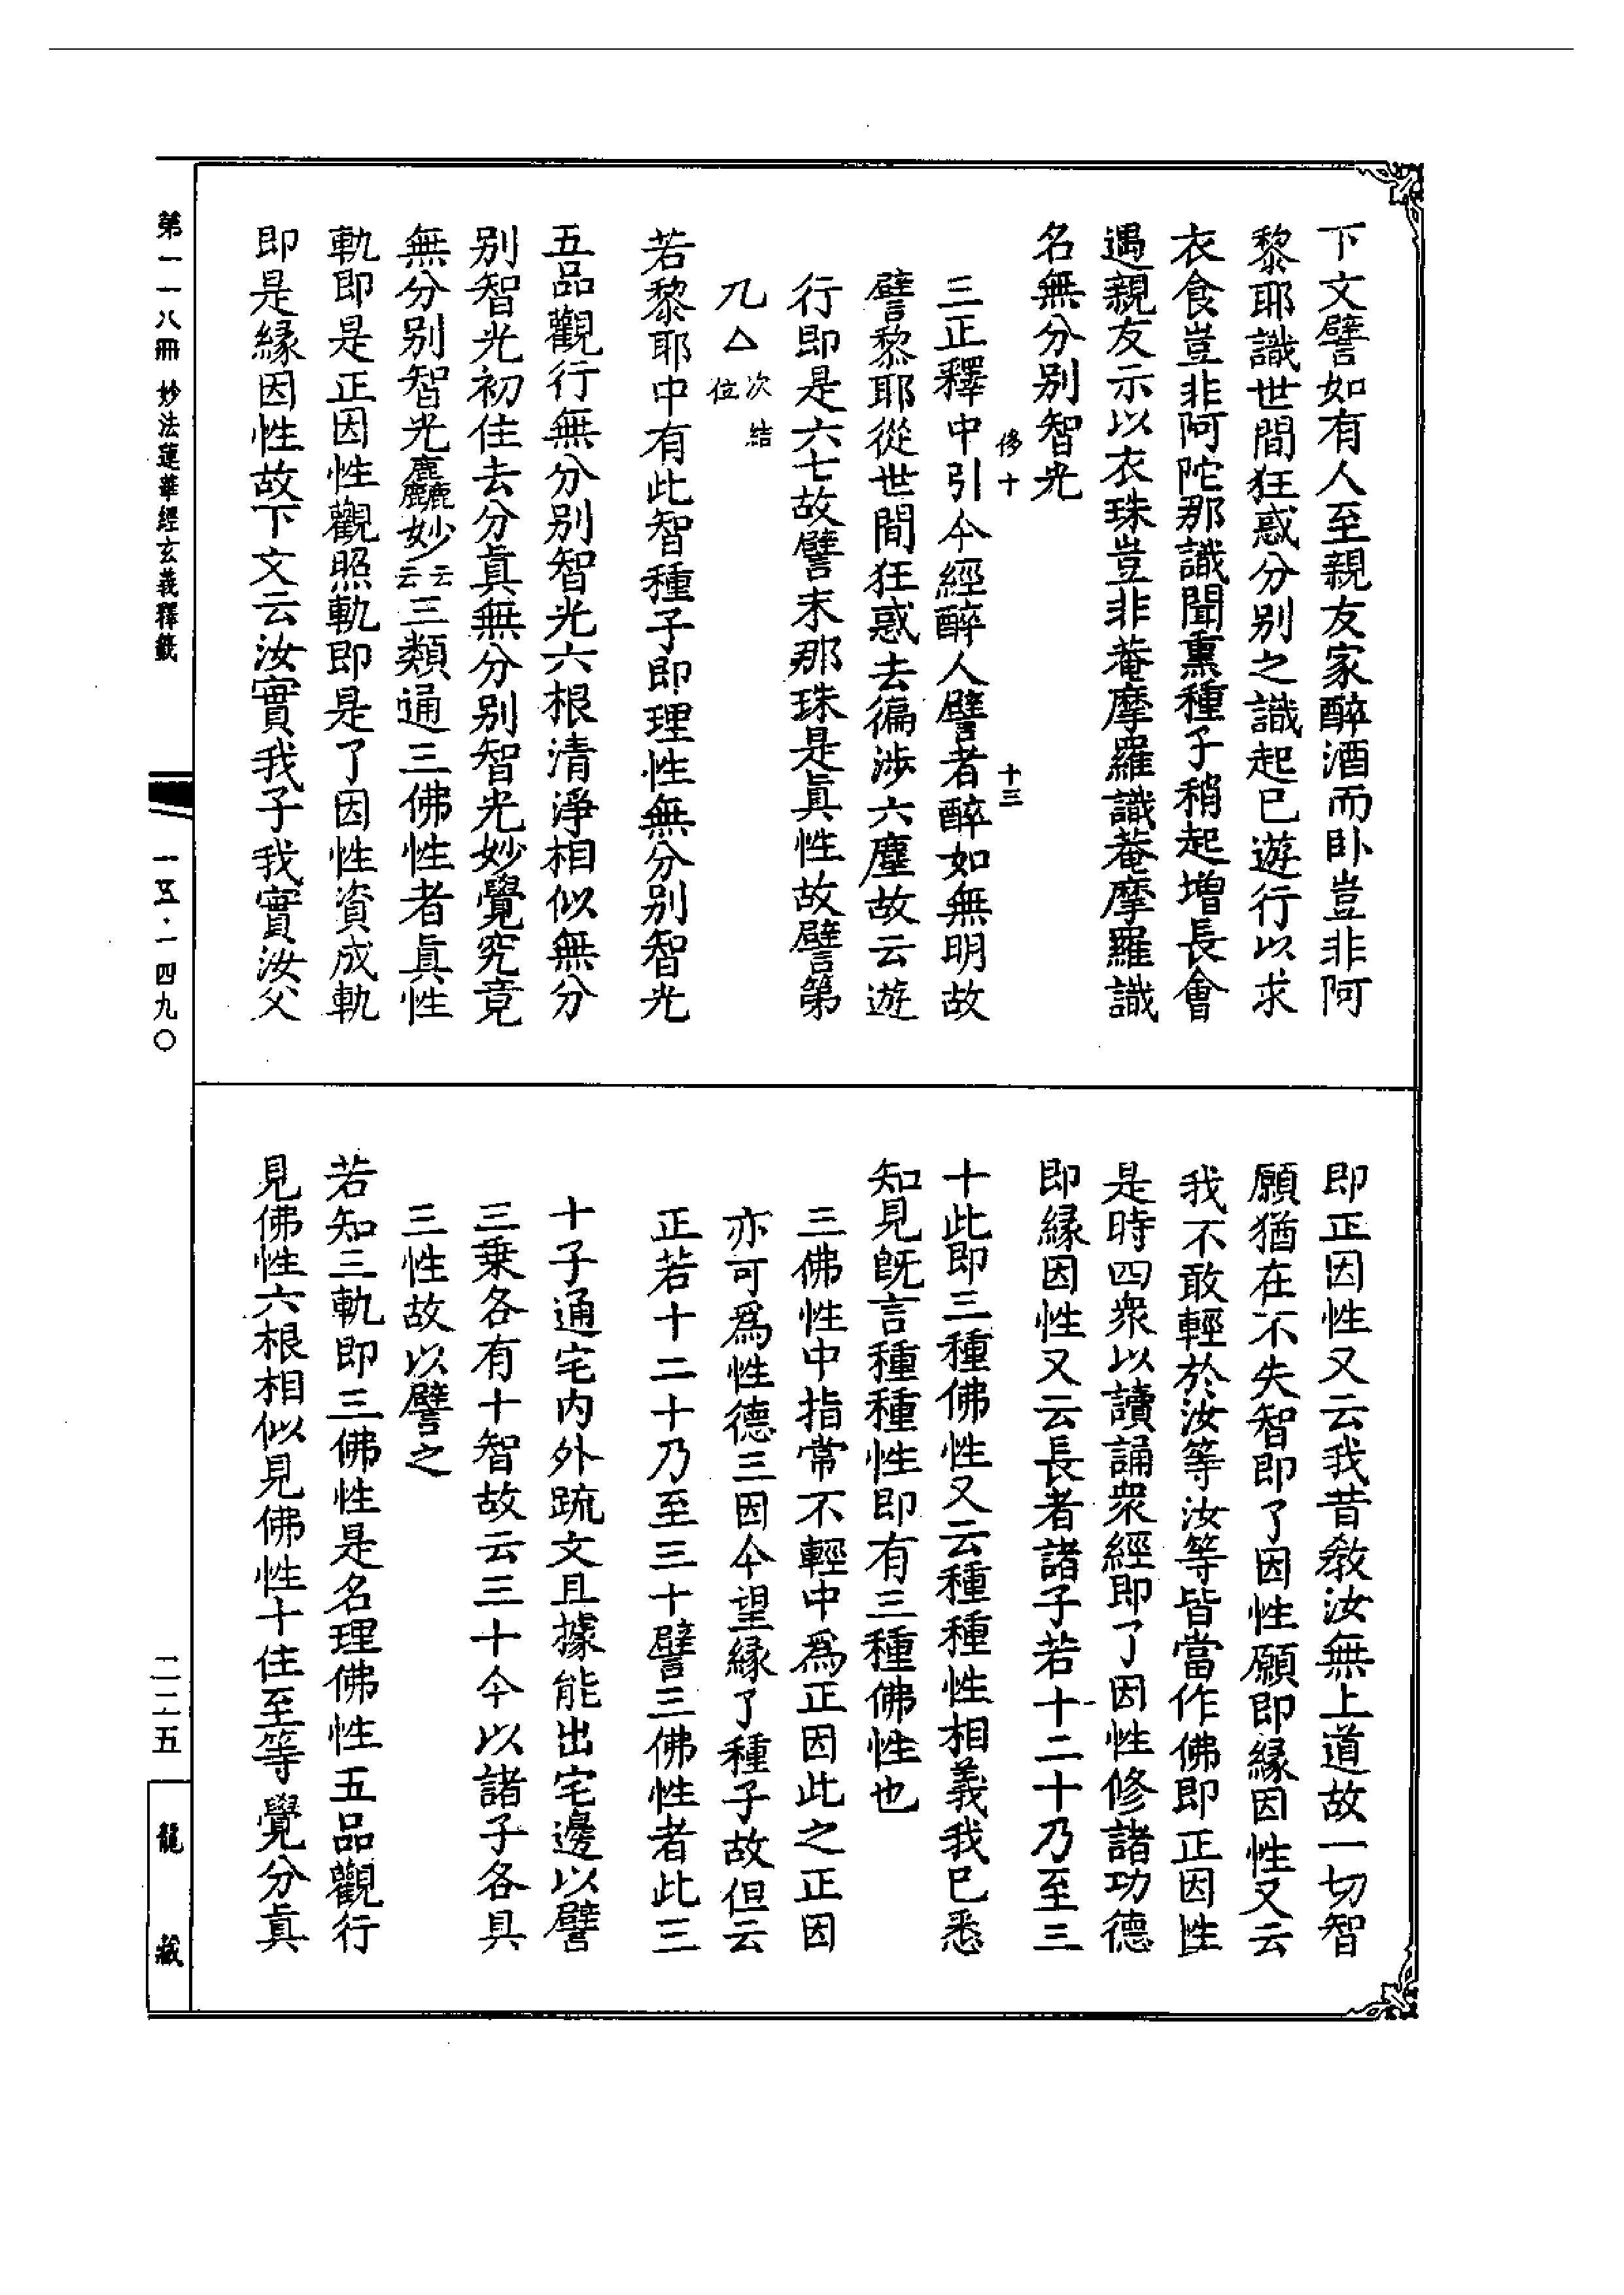 下文譬如有人至親友家醉酒而卧豈非阿
黎耶識世間狂惑分别之識起已遊行以求
衣食豈非阿陀那識聞熏種子稍起增長會
遇親友示以衣珠豈非菴摩羅識菴摩羅識
名無分别智光
侈十 十三
三正釋中引今經醉人譬者醉如無明故
譬黎耶從世間狂惑去徧涉六塵故云遊
行即是六七故譬末那珠是眞性故譬第
九△次結位
若黎耶中有此智種子即理性無分别智光
五品觀行無分别智光六根清淨相似無分
别智光初住去分眞無分别智光妙覺究竟
無分别智光麤妙云云三類通三佛性者眞性
軌即是正因性觀照軌即是了因性資成軌
即是緣因性故下文云汝實我子我實汝父
即正因性又云我昔教汝無上道故一切智
願猶在不失智即了因性願即緣因性又云
我不敢輕於汝等汝等皆當作佛即正因性
是時四衆以讀誦衆經即了因性修諸功德
即緣因性又云長者諸子若十二十乃至三
十此即三種佛性又云種種性相義我已悉
知見旣言種種性即有三種佛性也
三佛性中指常不輕中爲正因此之正因
亦可爲性德三因今望緣了種子故但云
正若十二十乃至三十譬三佛性者此三
十子通宅内外䟽文且據能出宅邊以譬
三乗各有十智故云三十今以諸子各具
三性故以譬之
若知三軌即三佛性是名理佛性五品觀行
見佛性六根相似見佛性十住至等覺分眞
第一一八冊 妙法蓮華經玄義釋籤
一五·一四九〇
二二五
龍藏